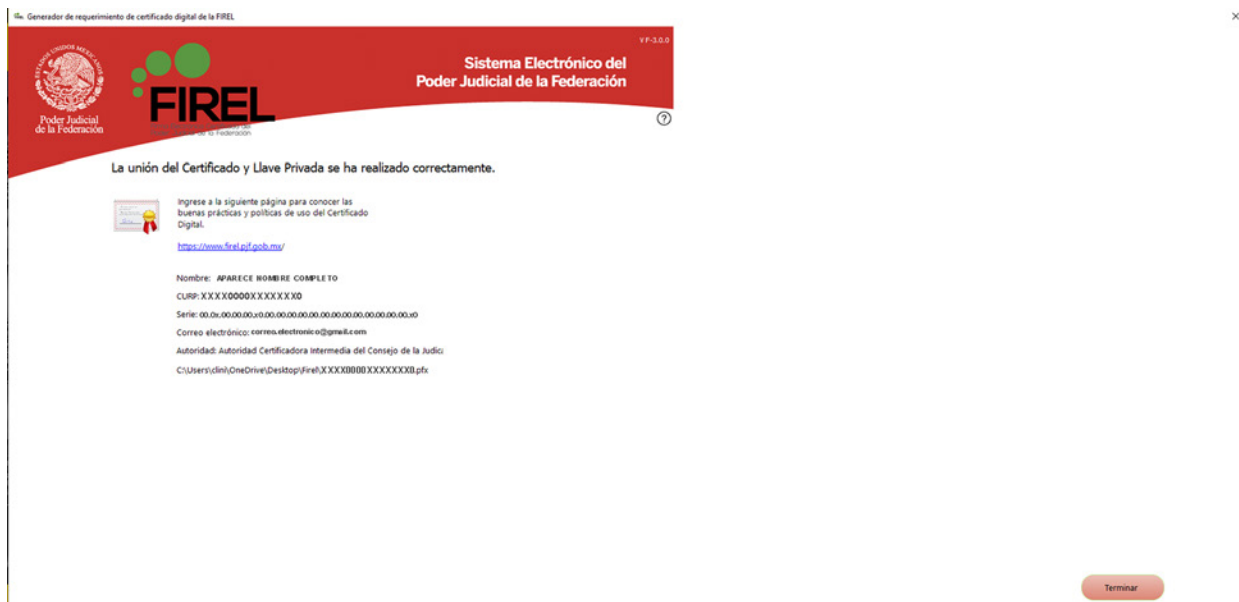 Generador de requerimiento de certificado digital de la FIREL
V F-3.0.0
Sistema Electrónico del
Poder Judicial de la Federación
Poder Judicial
de la Federación
FIREL
de la Federación
La unión del Certificado y Llave Privada se ha realizado correctamente.
Ingrese a la siguiente página para conocer las
buenas prácticas y políticas de uso del Certificado
Digital.
https://www.firel.pjf.gob.mx/
Nombre: APARECE NOMBRE COMPLETO
CURP: XXXX0000XXXXXXX0
Serie: 00.0x.00.00.00.x0.00.00.00.00.00.00.00.00.00.00.00.00.00.x0
Correo electrónico: correo.electronico@gmail.com
Autoridad: Autoridad Certificadora Intermedia del Consejo de la Judic
C:\Users\clini\OneDrive\Desktop\Firel\XXXX0000XXXXXXX0.pfx
Terminar